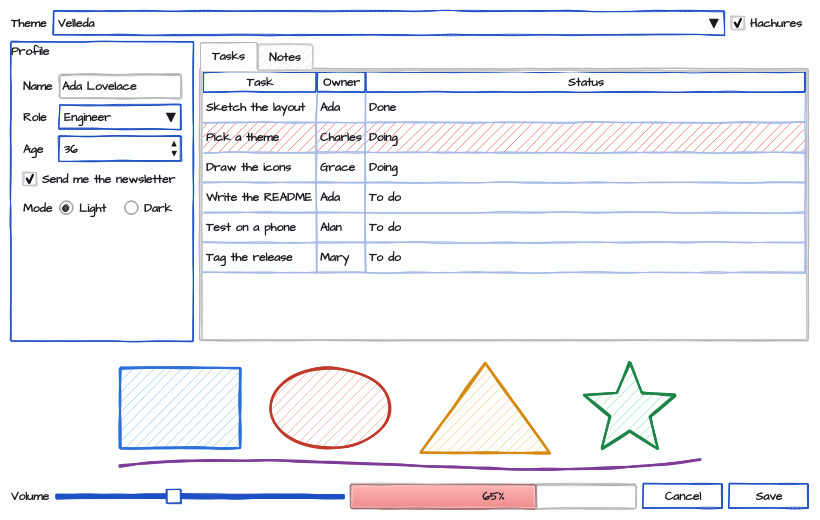 Theme Velleda Hachures
Profile
Name Ada Lovelace
Role Engineer
Age 36
Send me the newsletter
Mode Light Dark
Tasks Notes
Task Owner Status
Sketch the layout Ada Done
Pick a theme Charles Doing
Draw the icons Grace Doing
Write the README Ada To do
Test on a phone Alan To do
Tag the release Mary To do
Volume 65% Cancel Save